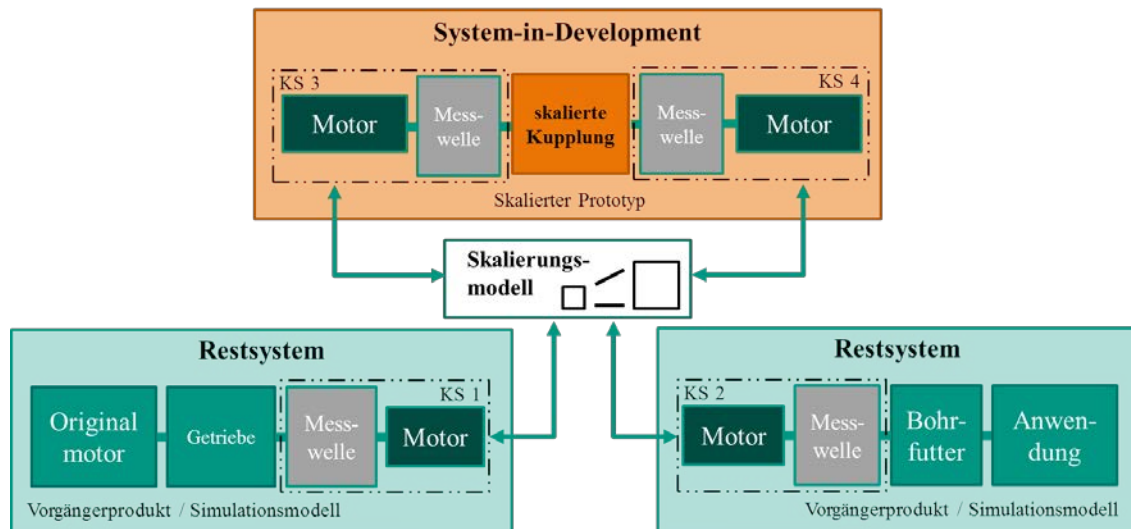 System-in-Development
KS 3
Motor
Mess-
welle
skalierte
Kupplung
Mess-
welle
KS 4
Motor
Skalierter Prototyp
Skalierungs-
modell
Restsystem
Original
motor
Getriebe
Mess-
welle
KS 1
Motor
Vorgängerprodukt / Simulationsmodell
Restsystem
KS 2
Motor
Mess-
welle
Bohr-
futter
Anwen-
dung
Vorgängerprodukt / Simulationsmodell